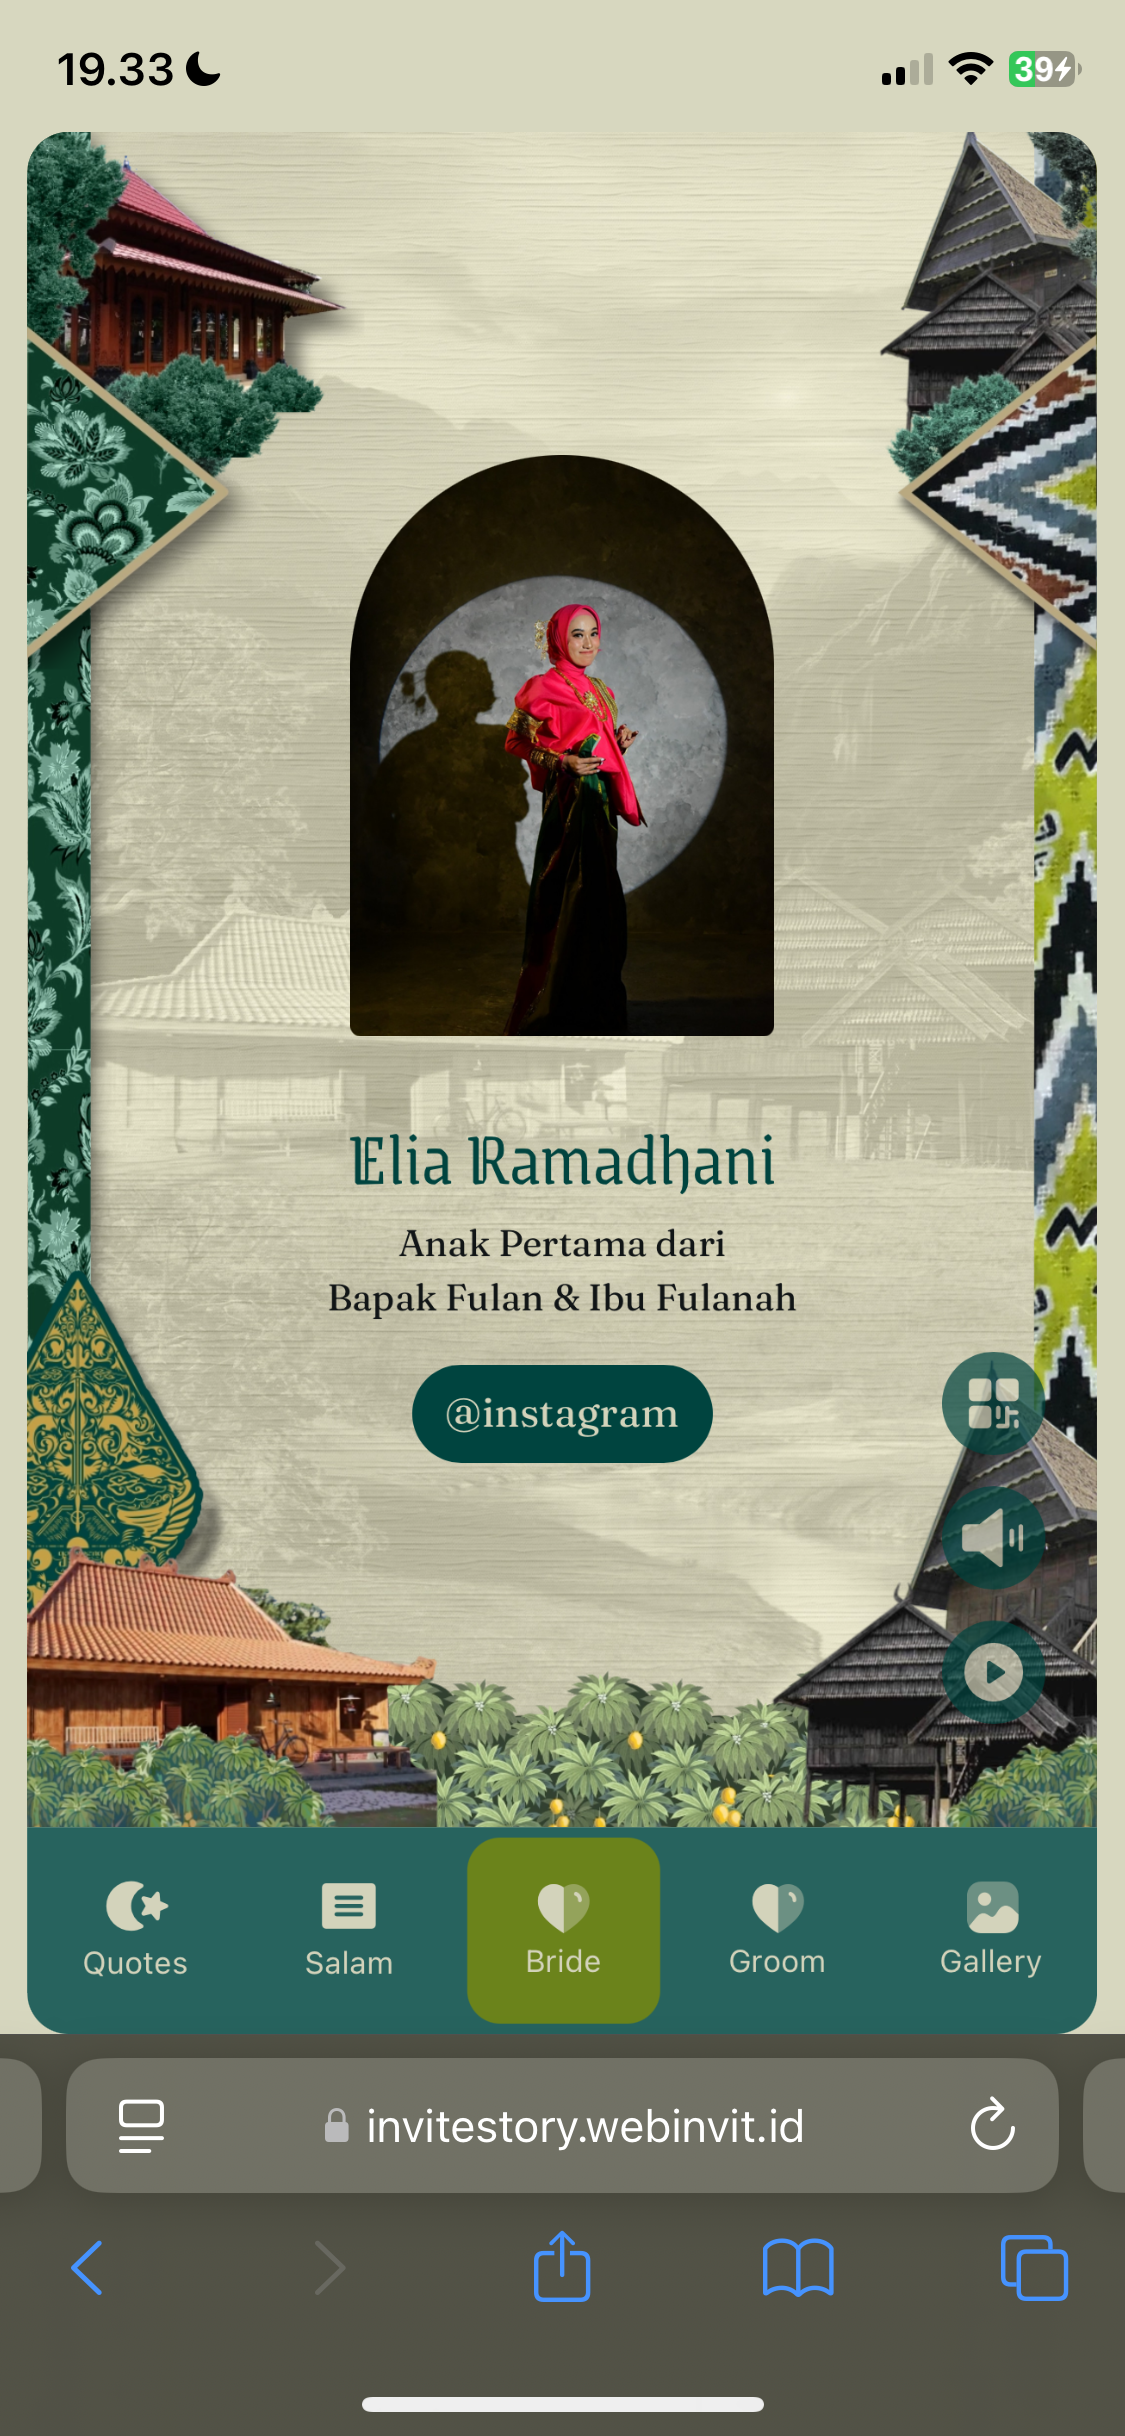 19.33
39
Elia Ramadhani
Anak Pertama dari
Bapak Fulan & Ibu Fulanah
@instagram
Quotes
Salam
Bride
Groom
Gallery
invitestory.webinvit.id